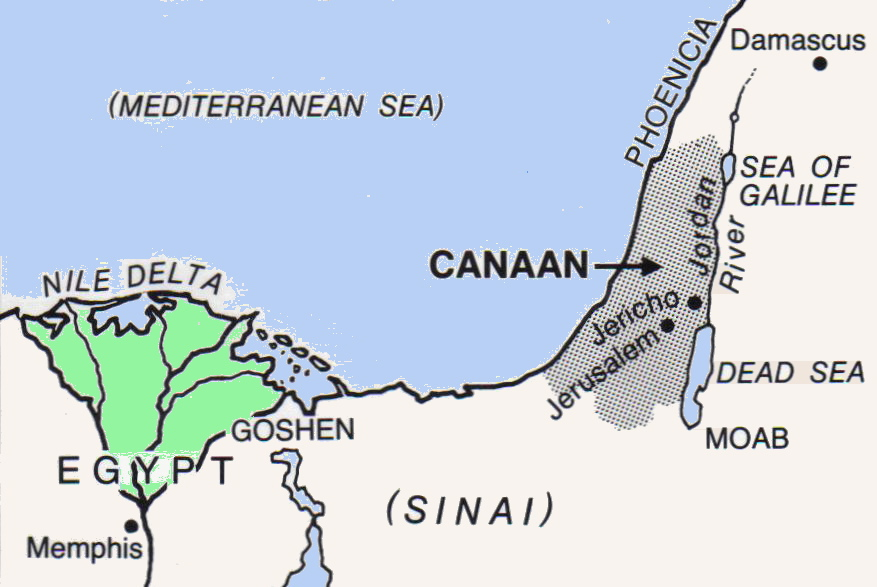 Damascus
PHOENICIA
(MEDITERRANEAN SEA)
SEA OF
GALILEE
Jordan
River
CANAAN
NILE DELTA
Jericho
Jerusalem
DEAD SEA
GOSHEN
MOAB
EGYPT
(SINAI)
Memphis